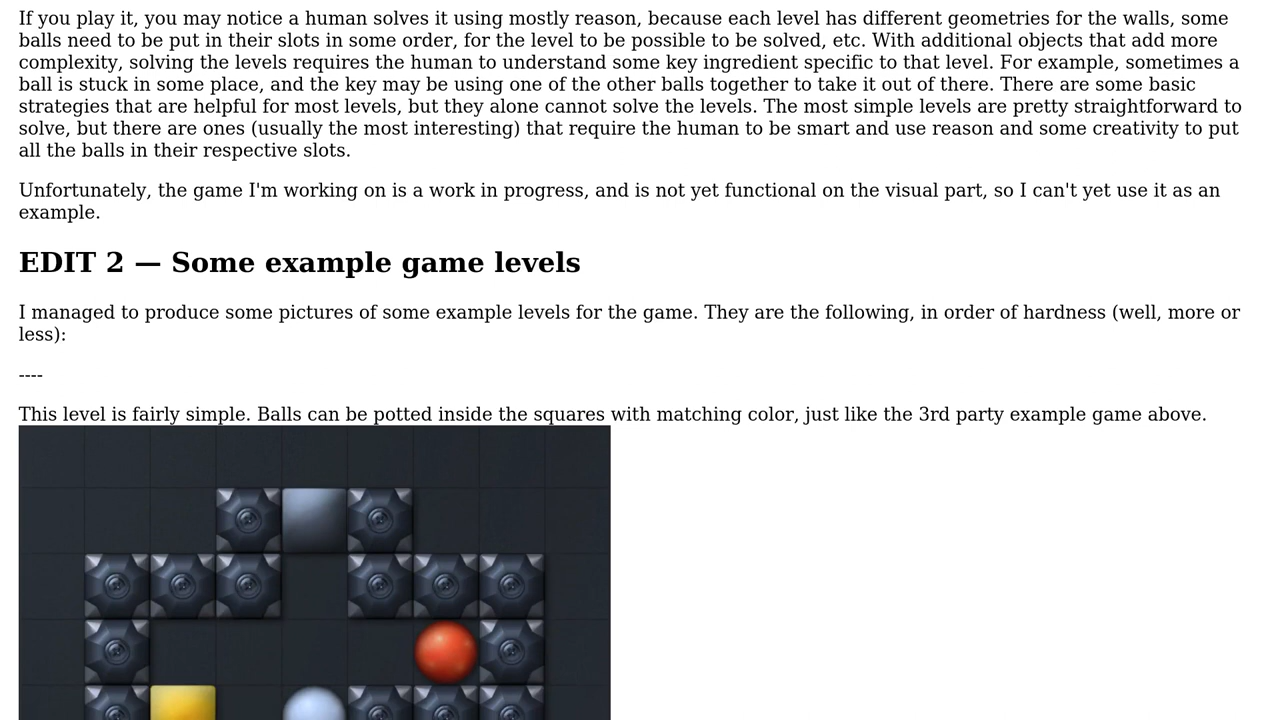 If you play it, you may notice a human solves it using mostly reason, because each level has different geometries for the walls, some
balls need to be put in their slots in some order, for the level to be possible to be solved, etc. With additional objects that add more
complexity, solving the levels requires the human to understand some key ingredient specific to that level. For example, sometimes a
ball is stuck in some place, and the key may be using one of the other balls together to take it out of there. There are some basic
strategies that are helpful for most levels, but they alone cannot solve the levels. The most simple levels are pretty straightforward to
solve, but there are ones (usually the most interesting) that require the human to be smart and use reason and some creativity to put
all the balls in their respective slots.
Unfortunately, the game I'm working on is a work in progress, and is not yet functional on the visual part, so I can't yet use it as an
example.
EDIT 2 — Some example game levels
I managed to produce some pictures of some example levels for the game. They are the following, in order of hardness (well, more or
less):
----
This level is fairly simple. Balls can be potted inside the squares with matching color, just like the 3rd party example game above.